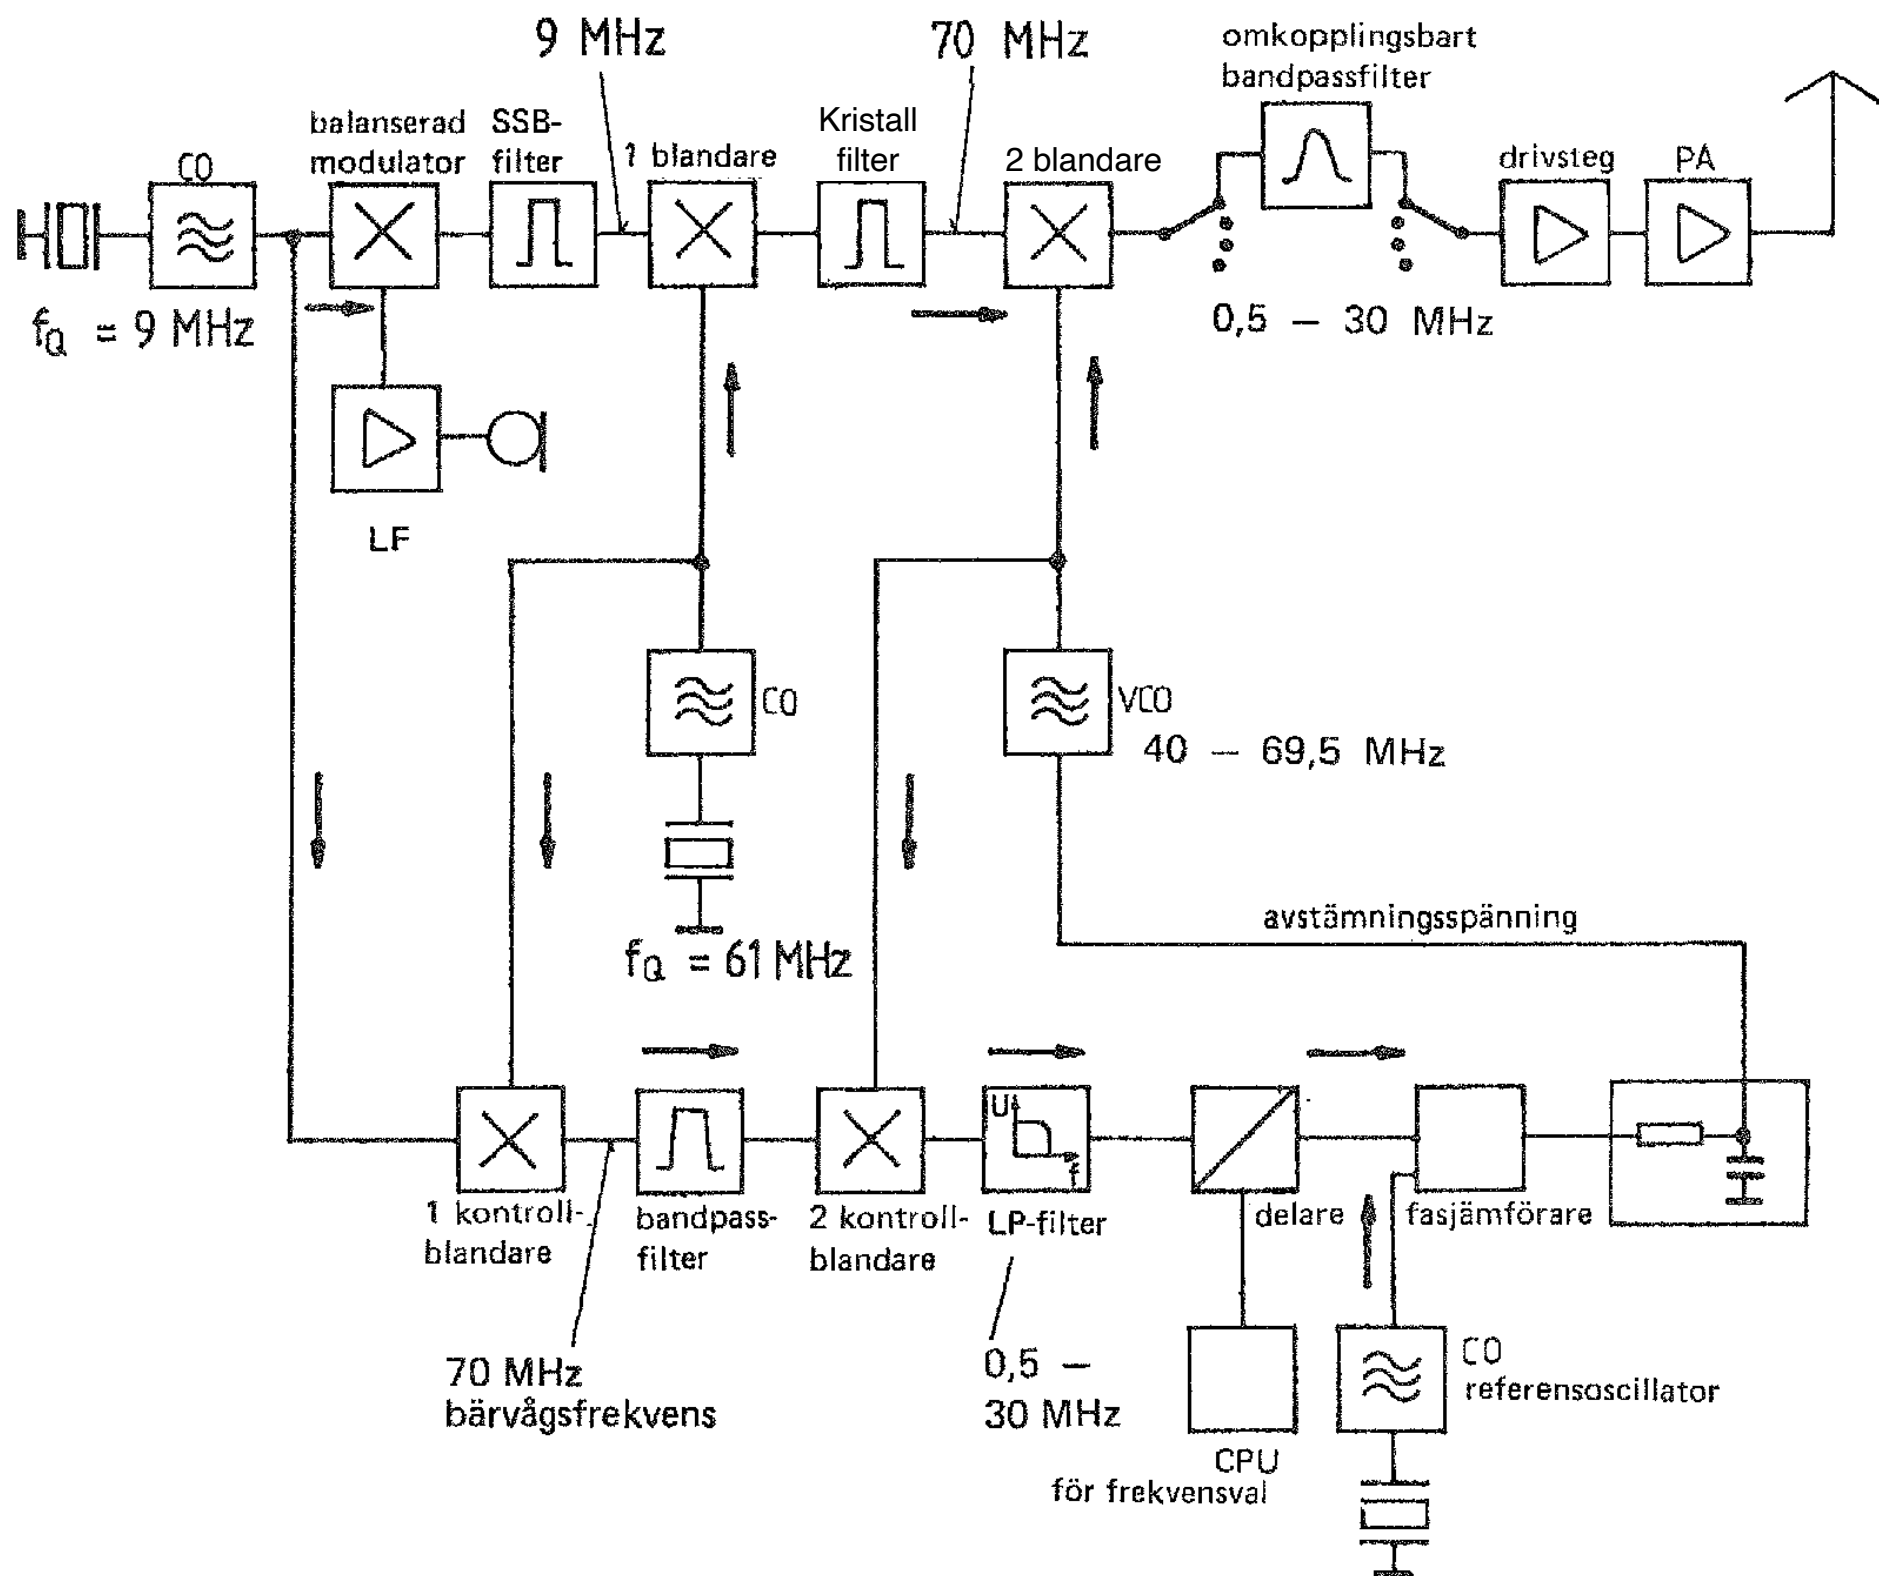 9 MHz
70 MHz
omkopplingsbart
bandpassfilter
balanserad
modulator
SSB-
filter
1 blandare
Kristall
filter
2 blandare
drivsteg
PA
CO
f_Q = 9 MHz
0,5 – 30 MHz
LF
CO
VCO
40 – 69,5 MHz
avstämningsspänning
f_Q = 61 MHz
U
f
1 kontroll-
blandare
bandpass-
filter
2 kontroll-
blandare
LP-filter
delare
fasjämförare
70 MHz
bärvågsfrekvens
0,5 –
30 MHz
CO
referensoscillator
CPU
för frekvensval